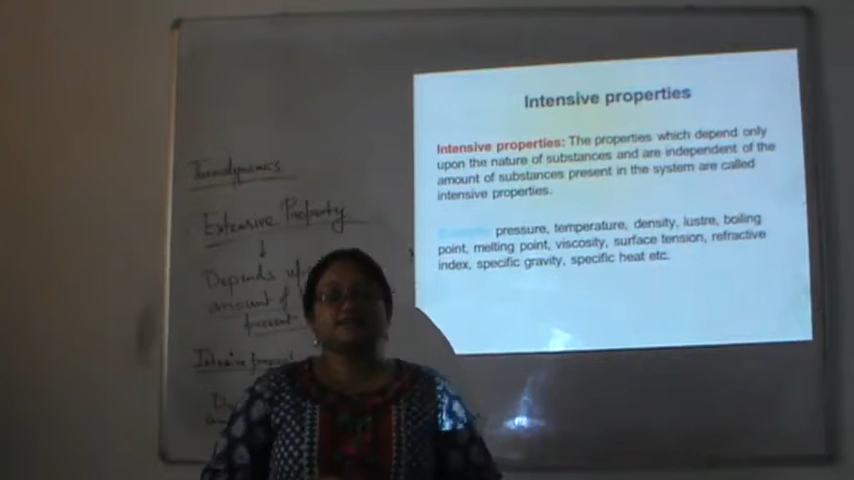 Thermodynamics
Extensive Property
Depends
amount of
present
Intensive
Intensive properties
Intensive properties: The properties which depend only
upon the nature of substances and are independent of the
amount of substances present in the system are called
intensive properties.
pressure, temperature, density, lustre, boiling
point, melting point, viscosity, surface tension, refractive
index, specific gravity, specific heat etc.